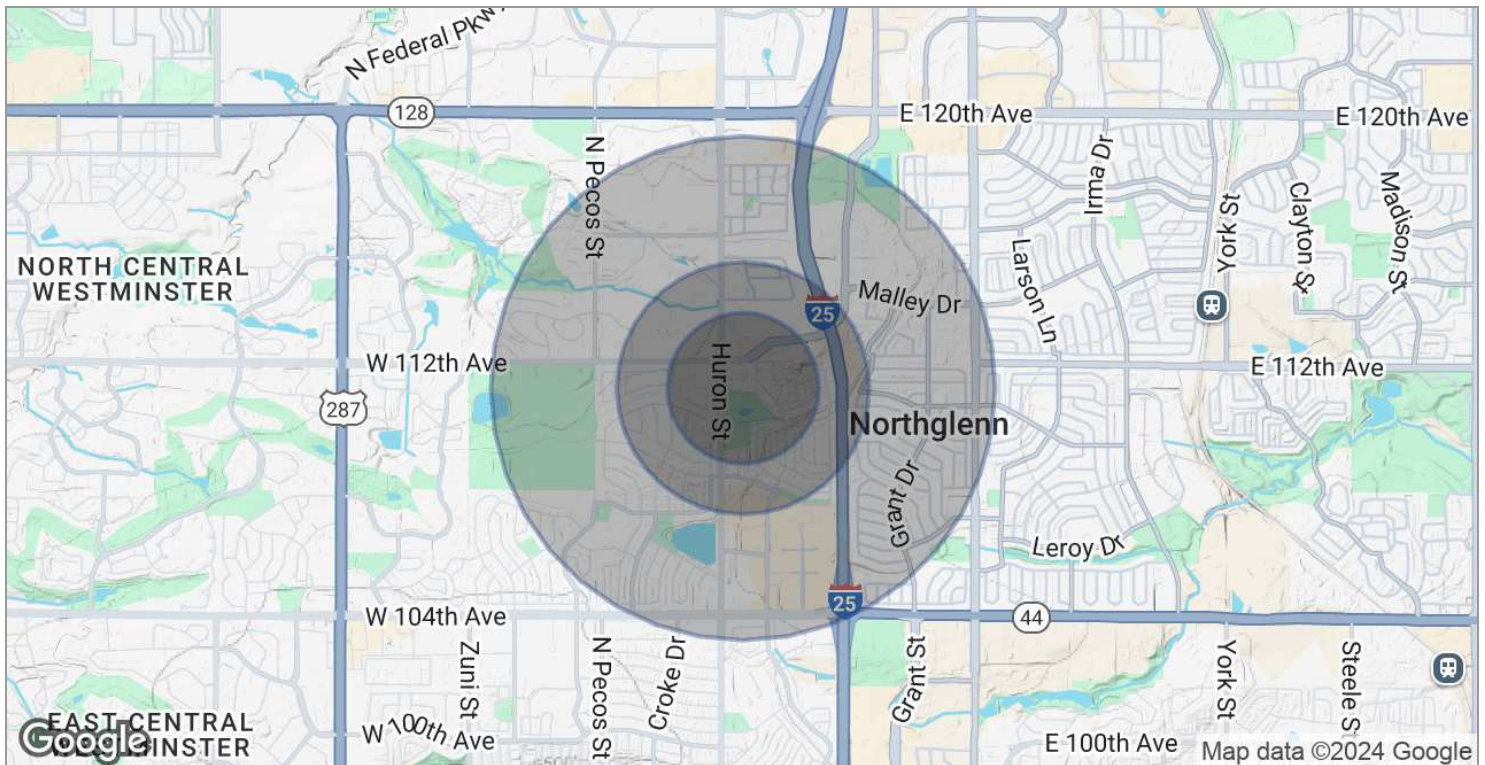 N Federal Pkwy
128
E 120th Ave
E 120th Ave
N Pecos St
Irma Dr
York St
Clayton St
Madison St
NORTH CENTRAL
WESTMINSTER
Larson Ln
Malley Dr
25
W 112th Ave
Huron St
E 112th Ave
287
Northglenn
Grant Dr
Leroy Dr
25
W 104th Ave
44
Zuni St
N Pecos St
Croke Dr
Grant St
York St
Steele St
EAST CENTRAL
WESTMINSTER
Google
W 100th Ave
E 100th Ave
Map data ©2024 Google